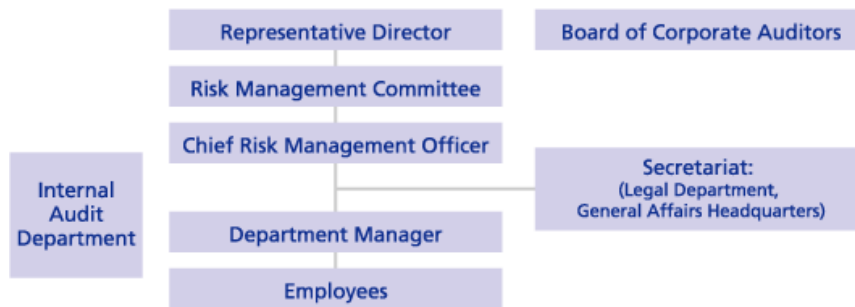 Representative Director
Board of Corporate Auditors
Risk Management Committee
Chief Risk Management Officer
Internal
Audit
Department
Secretariat:
(Legal Department,
General Affairs Headquarters)
Department Manager
Employees